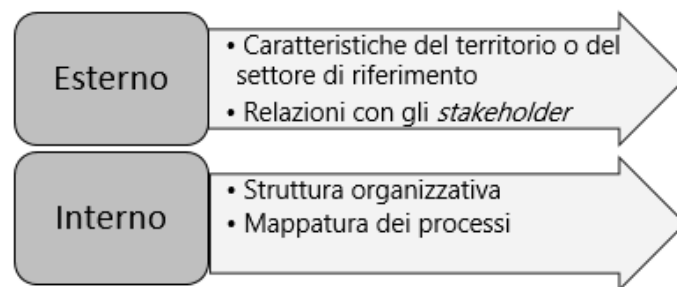 Esterno
• Caratteristiche del territorio o del
settore di riferimento
• Relazioni con gli stakeholder
Interno
• Struttura organizzativa
• Mappatura dei processi